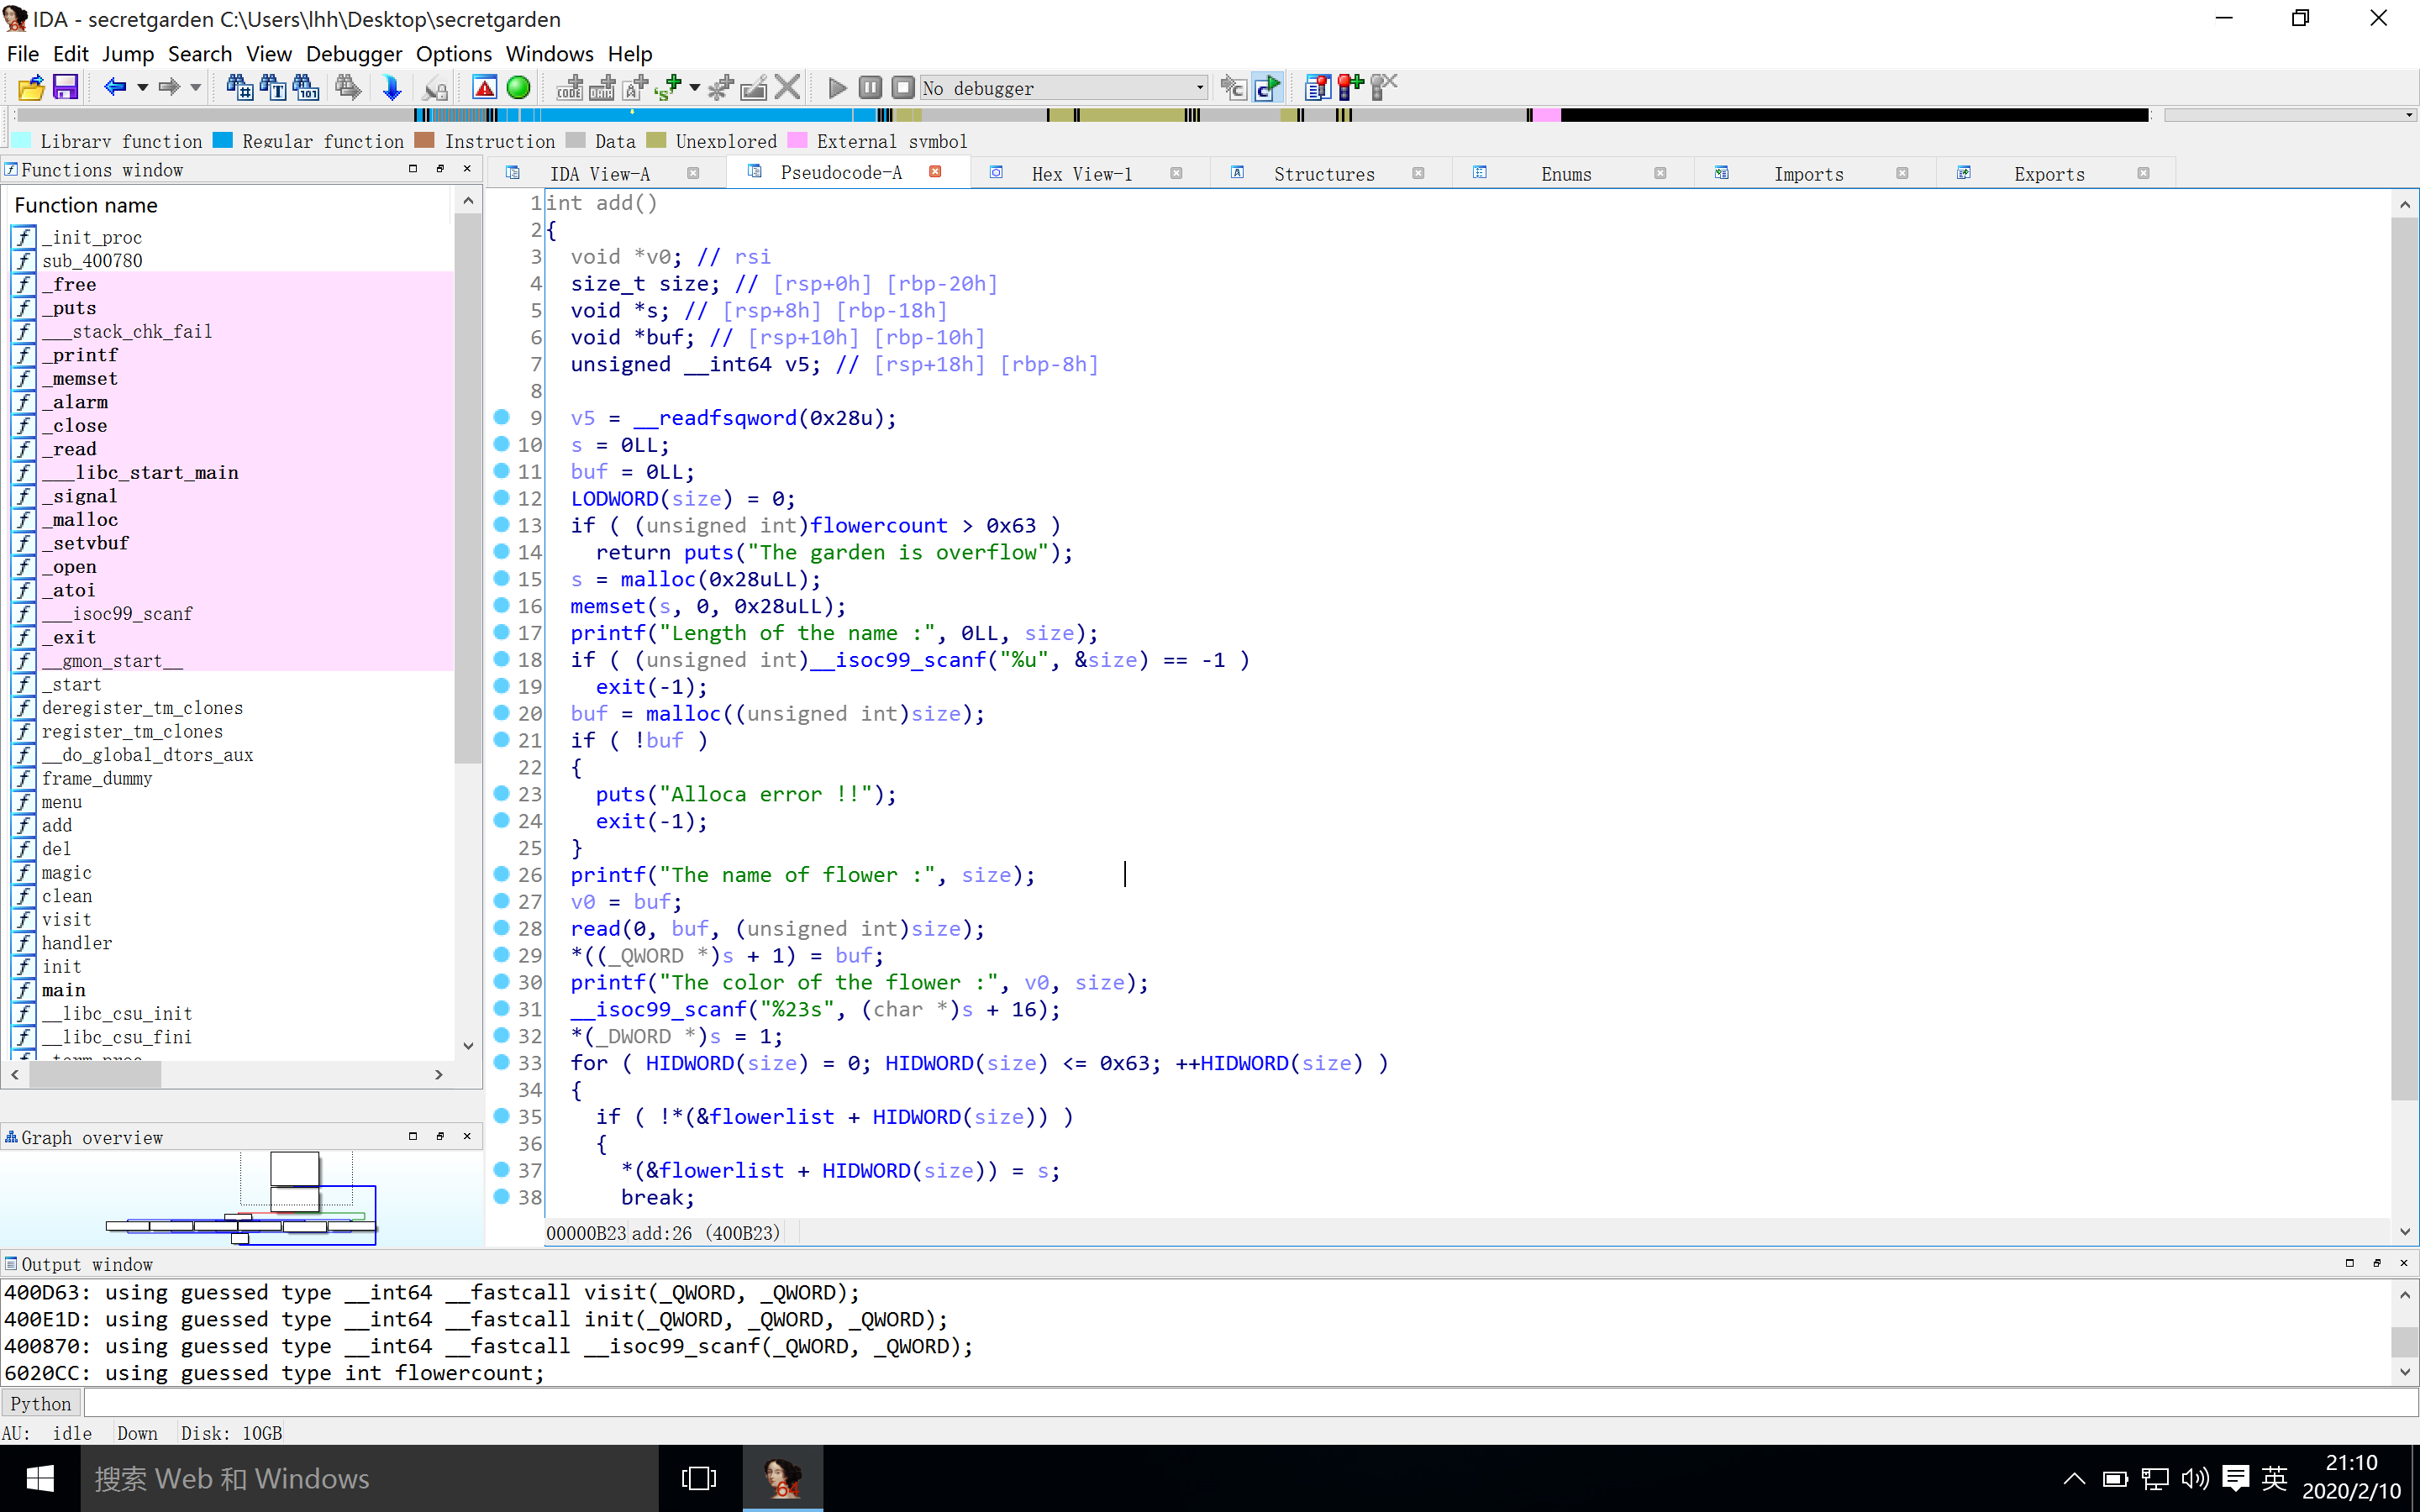 IDA - secretgarden C:\Users\lhh\Desktop\secretgarden
File Edit Jump Search View Debugger Options Windows Help
No debugger
Library function Regular function Instruction Data Unexplored External symbol
Functions window
IDA View-A Pseudocode-A Hex View-1 Structures Enums Imports Exports
Function name
_init_proc
sub_400780
_free
_puts
___stack_chk_fail
_printf
_memset
_alarm
_close
_read
___libc_start_main
_signal
_malloc
_setvbuf
_open
_atoi
___isoc99_scanf
_exit
__gmon_start__
_start
deregister_tm_clones
register_tm_clones
__do_global_dtors_aux
frame_dummy
menu
add
del
magic
clean
visit
handler
init
main
__libc_csu_init
__libc_csu_fini
_term_proc
Graph overview
1 int add()
2 {
3 void *v0; // rsi
4 size_t size; // [rsp+0h] [rbp-20h]
5 void *s; // [rsp+8h] [rbp-18h]
6 void *buf; // [rsp+10h] [rbp-10h]
7 unsigned __int64 v5; // [rsp+18h] [rbp-8h]
8
9 v5 = __readfsqword(0x28u);
10 s = 0LL;
11 buf = 0LL;
12 LODWORD(size) = 0;
13 if ( (unsigned int)flowercount > 0x63 )
14 return puts("The garden is overflow");
15 s = malloc(0x28uLL);
16 memset(s, 0, 0x28uLL);
17 printf("Length of the name :", 0LL, size);
18 if ( (unsigned int)__isoc99_scanf("%u", &size) == -1 )
19 exit(-1);
20 buf = malloc((unsigned int)size);
21 if ( !buf )
22 {
23 puts("Alloca error !!");
24 exit(-1);
25 }
26 printf("The name of flower :", size);
27 v0 = buf;
28 read(0, buf, (unsigned int)size);
29 *((_QWORD *)s + 1) = buf;
30 printf("The color of the flower :", v0, size);
31 __isoc99_scanf("%23s", (char *)s + 16);
32 *(_DWORD *)s = 1;
33 for ( HIDWORD(size) = 0; HIDWORD(size) <= 0x63; ++HIDWORD(size) )
34 {
35 if ( !*(&flowerlist + HIDWORD(size)) )
36 {
37 *(&flowerlist + HIDWORD(size)) = s;
38 break;
00000B23 add:26 (400B23)
Output window
400D63: using guessed type __int64 __fastcall visit(_QWORD, _QWORD);
400E1D: using guessed type __int64 __fastcall init(_QWORD, _QWORD, _QWORD);
400870: using guessed type __int64 __fastcall __isoc99_scanf(_QWORD, _QWORD);
6020CC: using guessed type int flowercount;
Python
AU: idle Down Disk: 10GB
搜索 Web 和 Windows
64
英
21:10
2020/2/10